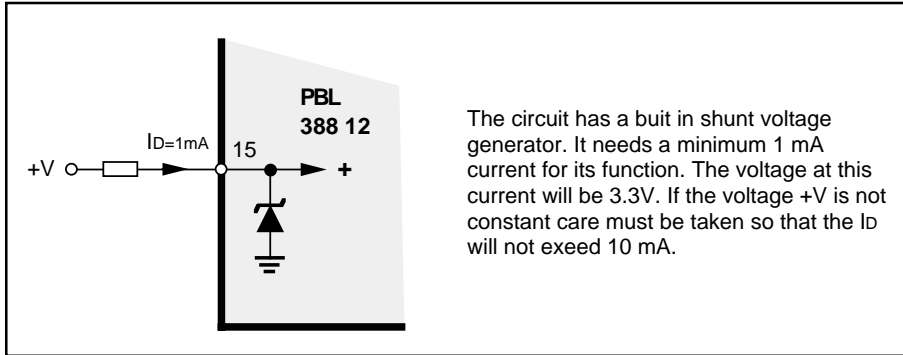 PBL
388 12
ID=1mA
15
+V
+
The circuit has a buit in shunt voltage
generator. It needs a minimum 1 mA
current for its function. The voltage at this
current will be 3.3V. If the voltage +V is not
constant care must be taken so that the ID
will not exeed 10 mA.